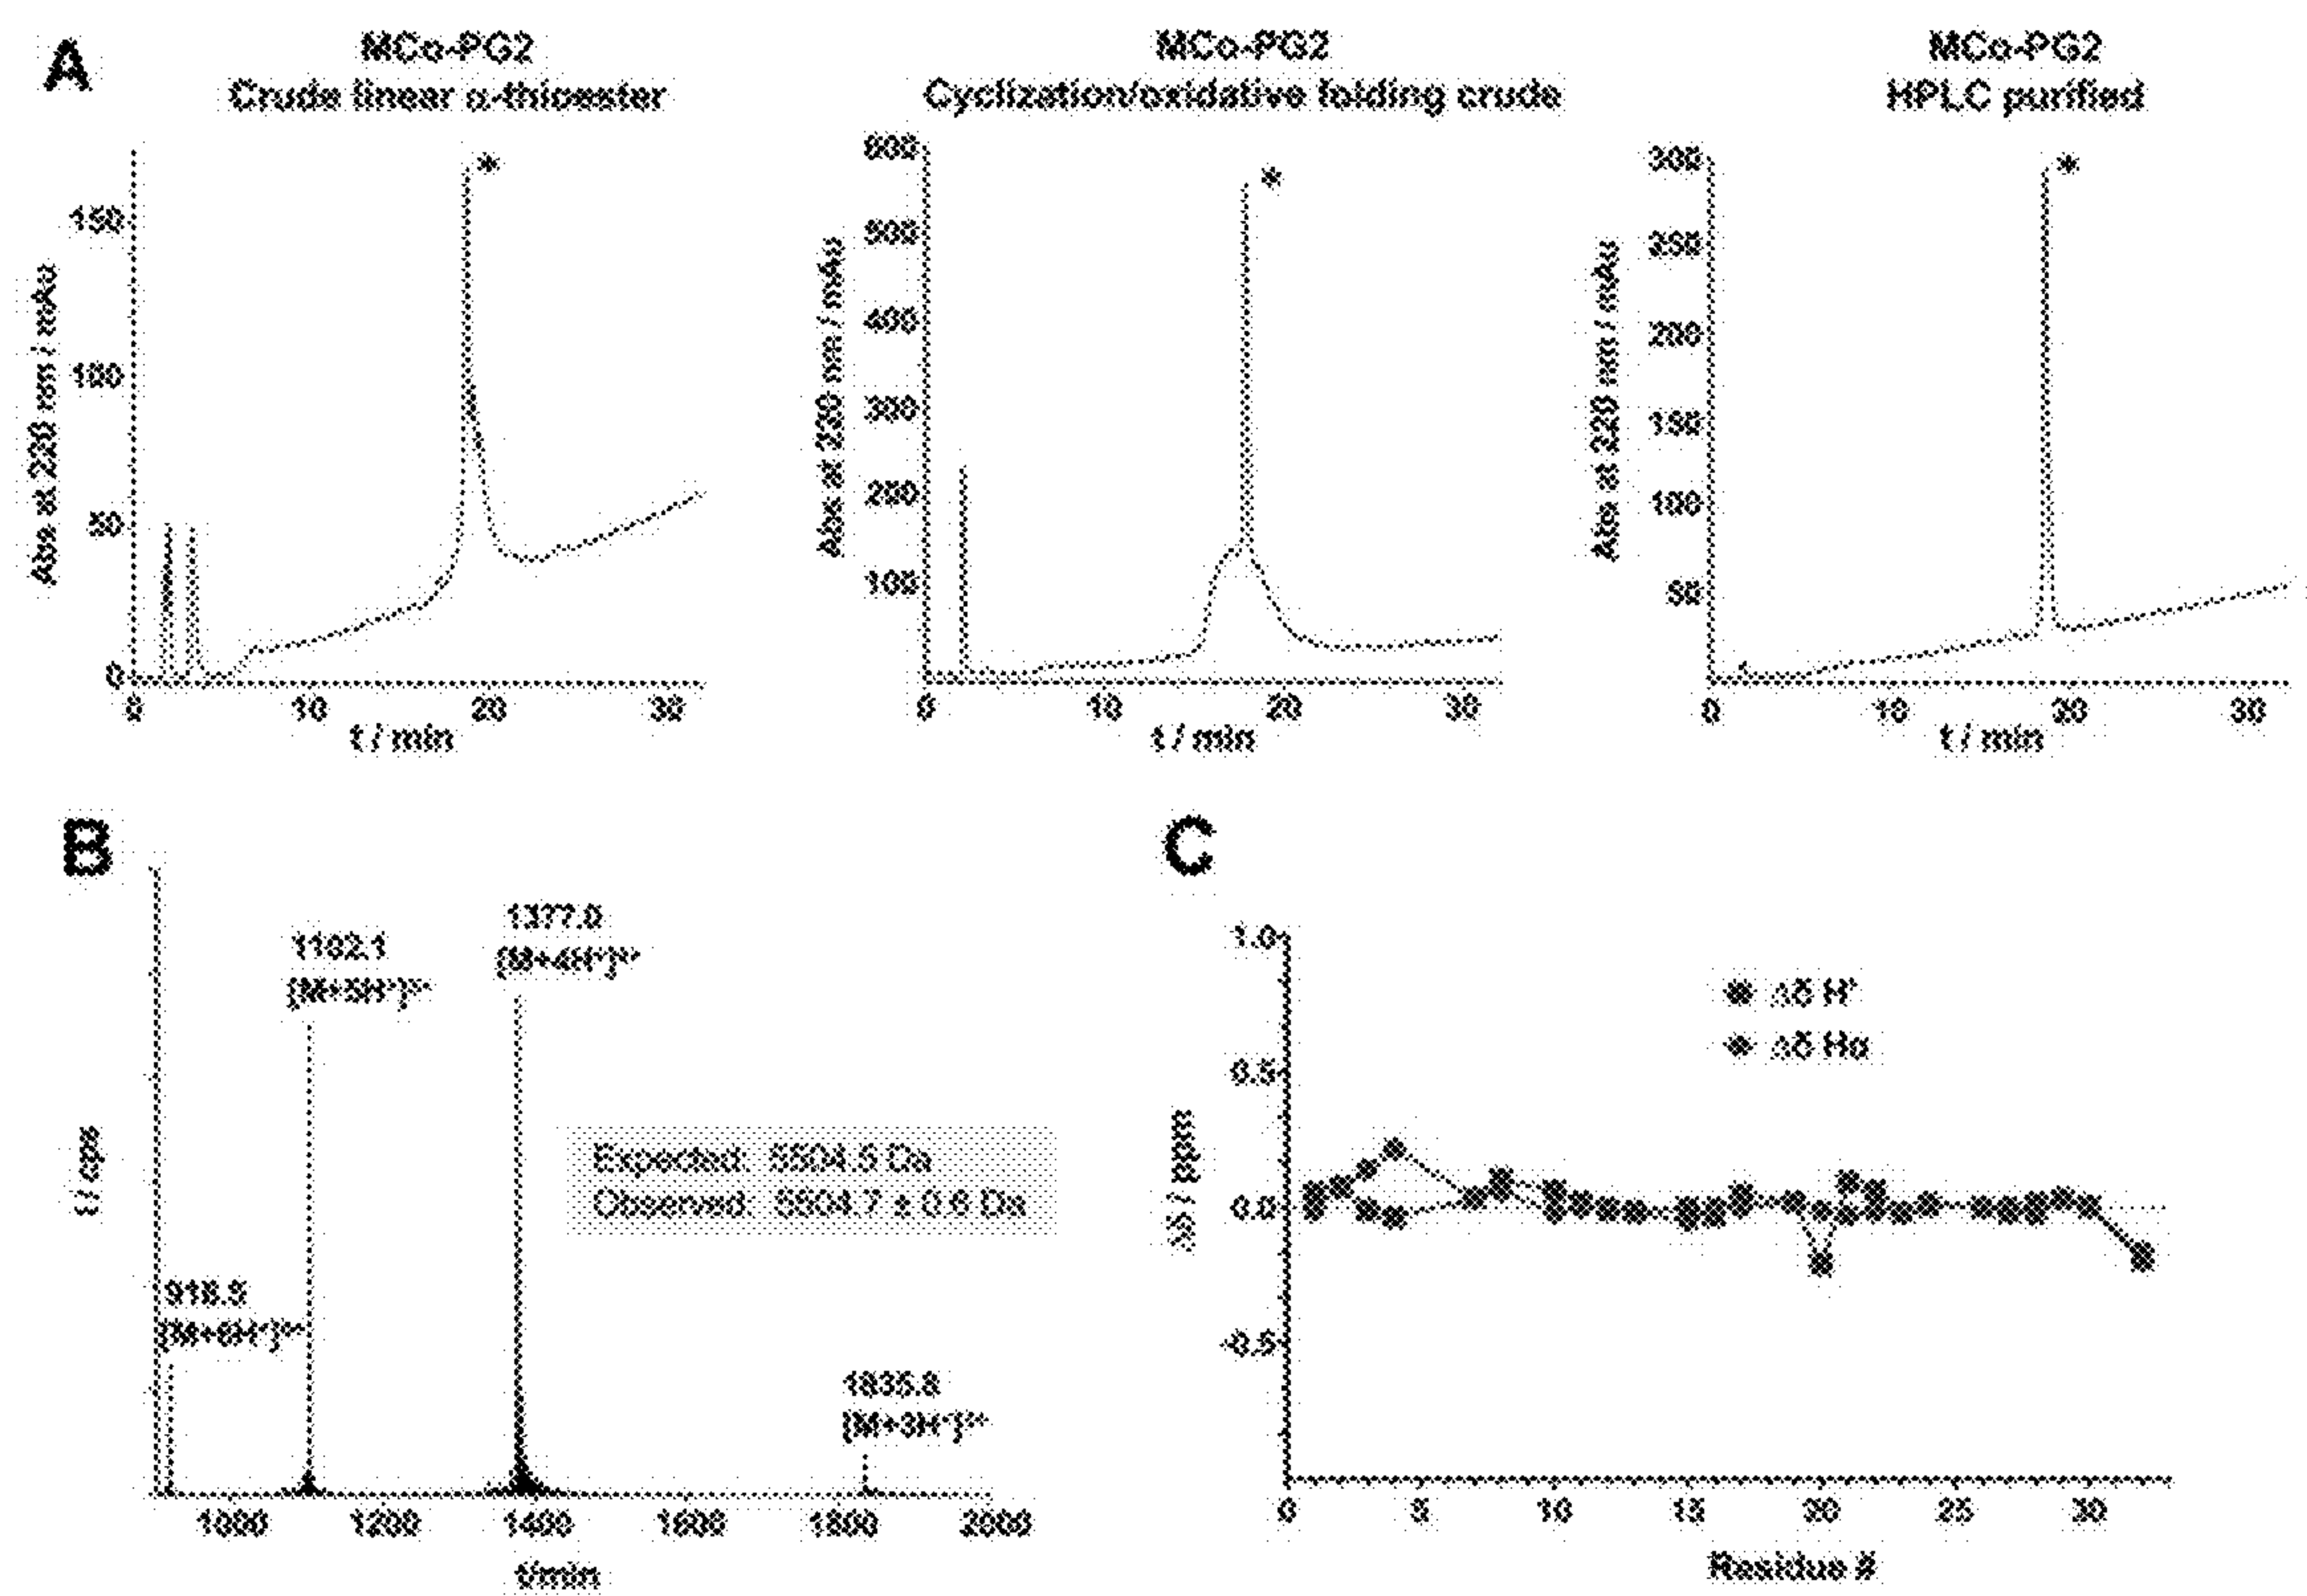 A
MCo-PG2
Crude linear α-thioester
MCo-PG2
Cyclization/oxidative folding crude
MCo-PG2
HPLC purified
Abs at 220 nm / mAu
150
100
50
0
0 10 20 30
t / min
Abs at 220 nm / mAu
600
500
400
300
200
100
0 10 20 30
t / min
Abs at 220 nm / mAu
300
250
200
150
100
50
0 10 20 30
t / min
B
I / cps
918.5
[M+6H⁺]⁶⁺
1102.1
[M+5H⁺]⁵⁺
1377.0
[M+4H⁺]⁴⁺
1835.8
[M+3H⁺]³⁺
Expected: 5504.5 Da
Observed: 5504.7 ± 0.6 Da
1000 1200 1400 1600 1800 2000
t/min
C
Δδ / ppm
1.0
0.5
0.0
-0.5
Δδ H'
Δδ Hα
0 5 10 15 20 25 30
Residue #